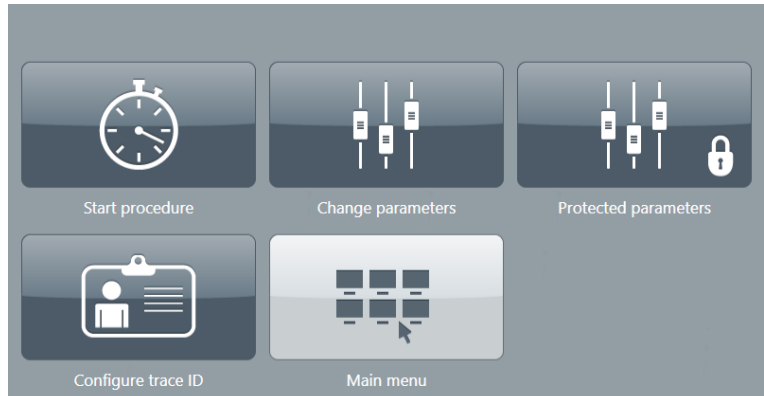 Start procedure
Change parameters
Protected parameters
Configure trace ID
Main menu